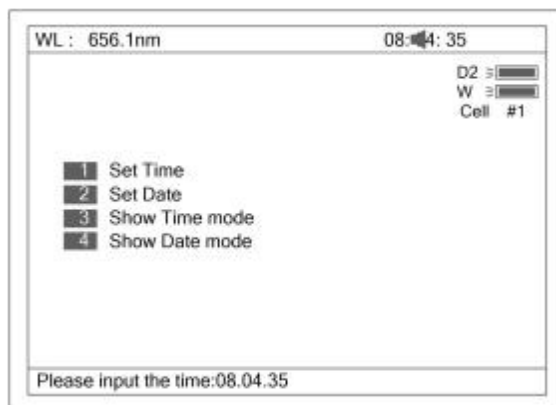 WL : 656.1nm 08: 4: 35
D2
W
Cell #1
1 Set Time
2 Set Date
3 Show Time mode
4 Show Date mode
Please input the time:08.04.35